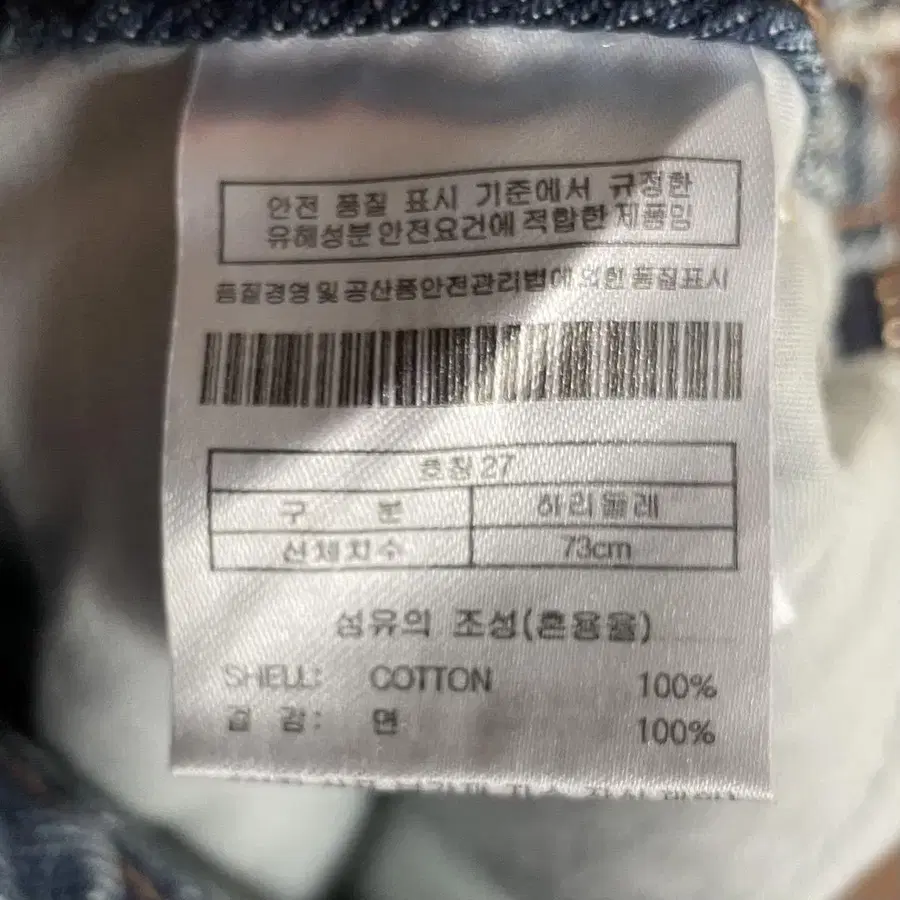 안전 품질 표시 기준에서 규정한
유해성분안전요건에 적합한 제품임
품질경영및공산품안전관리법에의한품질표시
호칭27
구 분 하리둘레
신체치수 73cm
섬유의 조성(혼용율)
SHELL: COTTON 100%
겉 감: 면 100%